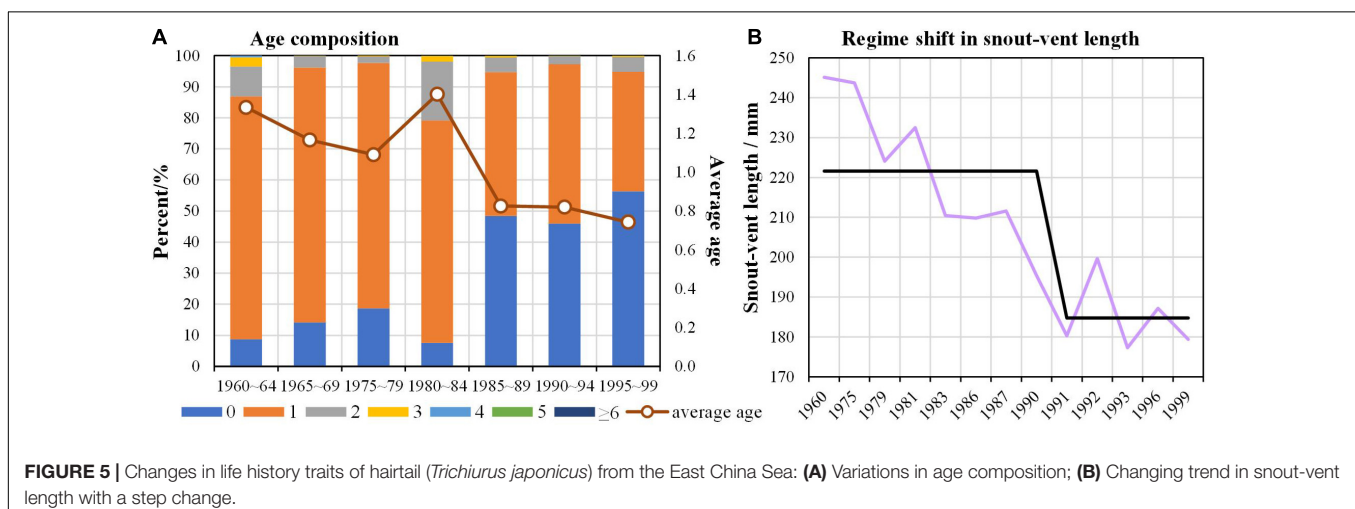 A
Age composition
100
90
80
70
60
50
40
30
20
10
0
Percent/%
1.6
1.4
1.2
1.0
0.8
0.6
0.4
0.2
0.0
Average age
1960~64 1965~69 1975~79 1980~84 1985~89 1990~94 1995~99
0 1 2 3 4 5 ≥6 average age
B
Regime shift in snout-vent length
250
240
230
220
210
200
190
180
170
Snout-vent length / mm
1960 1975 1979 1981 1983 1986 1987 1990 1991 1992 1993 1996 1999
FIGURE 5 | Changes in life history traits of hairtail (Trichiurus japonicus) from the East China Sea: (A) Variations in age composition; (B) Changing trend in snout-vent
length with a step change.